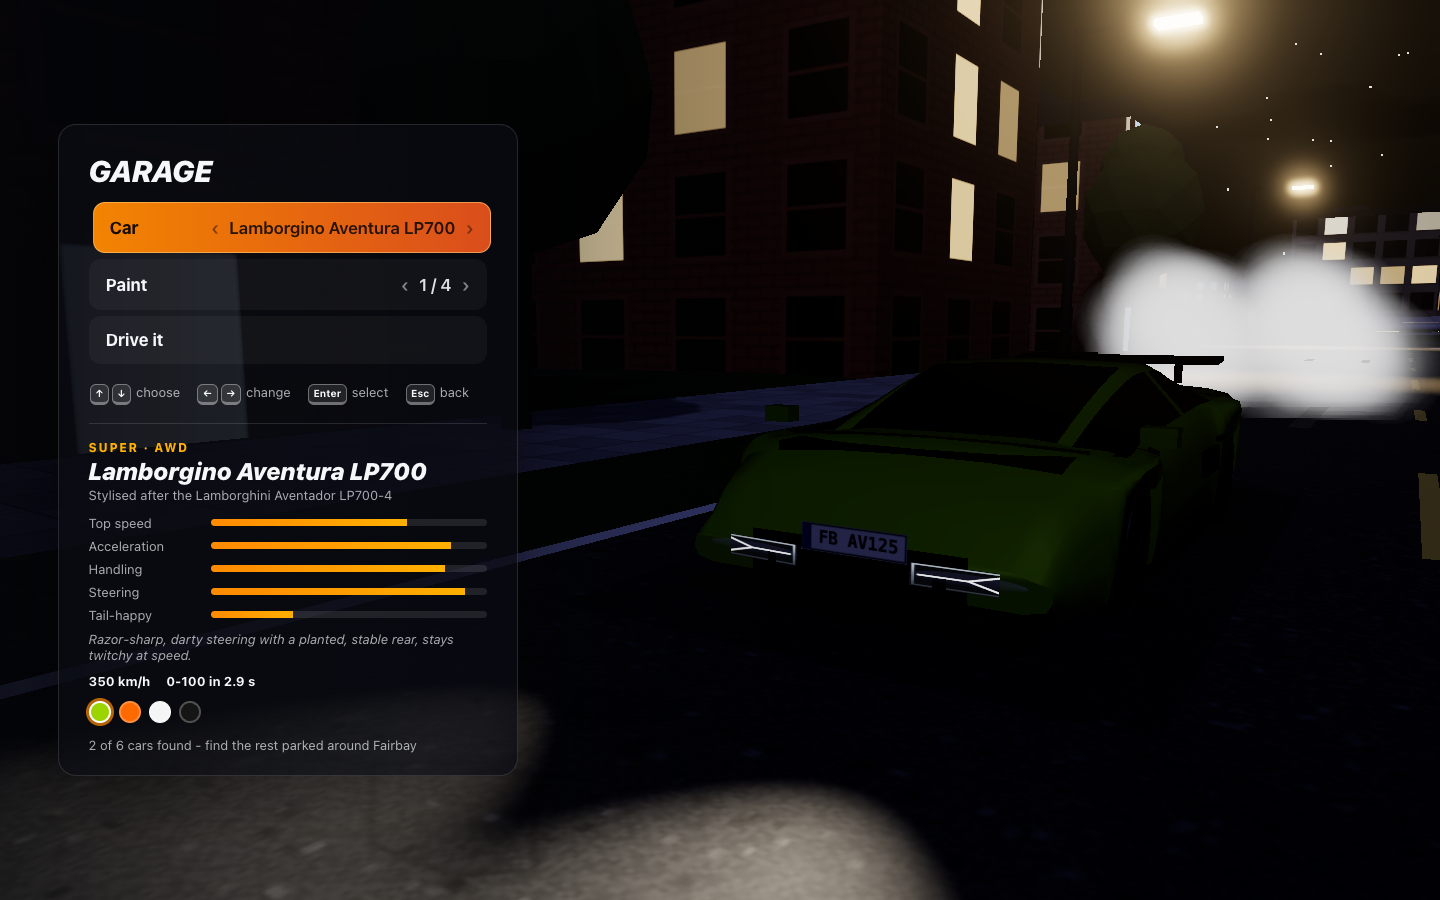 GARAGE
Car ‹ Lamborgino Aventura LP700 ›
Paint ‹ 1 / 4 ›
Drive it
↑ ↓ choose ← → change Enter select Esc back
SUPER · AWD
Lamborgino Aventura LP700
Stylised after the Lamborghini Aventador LP700-4
Top speed
Acceleration
Handling
Steering
Tail-happy
Razor-sharp, darty steering with a planted, stable rear, stays
twitchy at speed.
350 km/h 0-100 in 2.9 s
2 of 6 cars found - find the rest parked around Fairbay
FB AV125